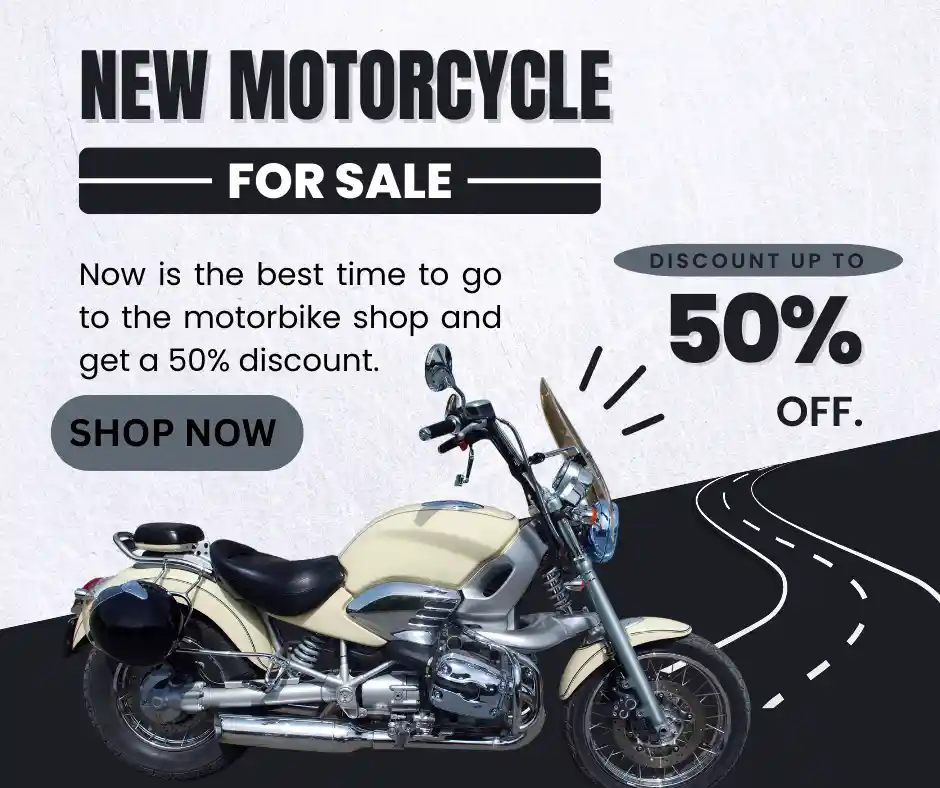 NEW MOTORCYCLE
FOR SALE
Now is the best time to go
to the motorbike shop and
get a 50% discount.
SHOP NOW
DISCOUNT UP TO
50%
OFF.